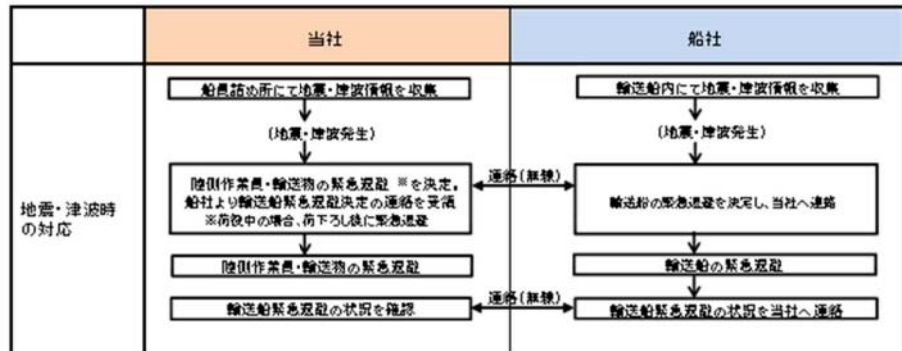 当社
船社
地震・津波時
の対応
船員詰め所にて地震・津波情報を収集
(地震・津波発生)
陸側作業員・輸送物の緊急退避 ※を決定。
船社より輸送船緊急退避決定の連絡を受領
※荷役中の場合、荷下ろし後に緊急退避
陸側作業員・輸送物の緊急退避
輸送船緊急退避の状況を確認
連絡(無線)
連絡(無線)
輸送船内にて地震・津波情報を収集
(地震・津波発生)
輸送船の緊急退避を決定し、当社へ連絡
輸送船の緊急退避
輸送船緊急退避の状況を当社へ連絡